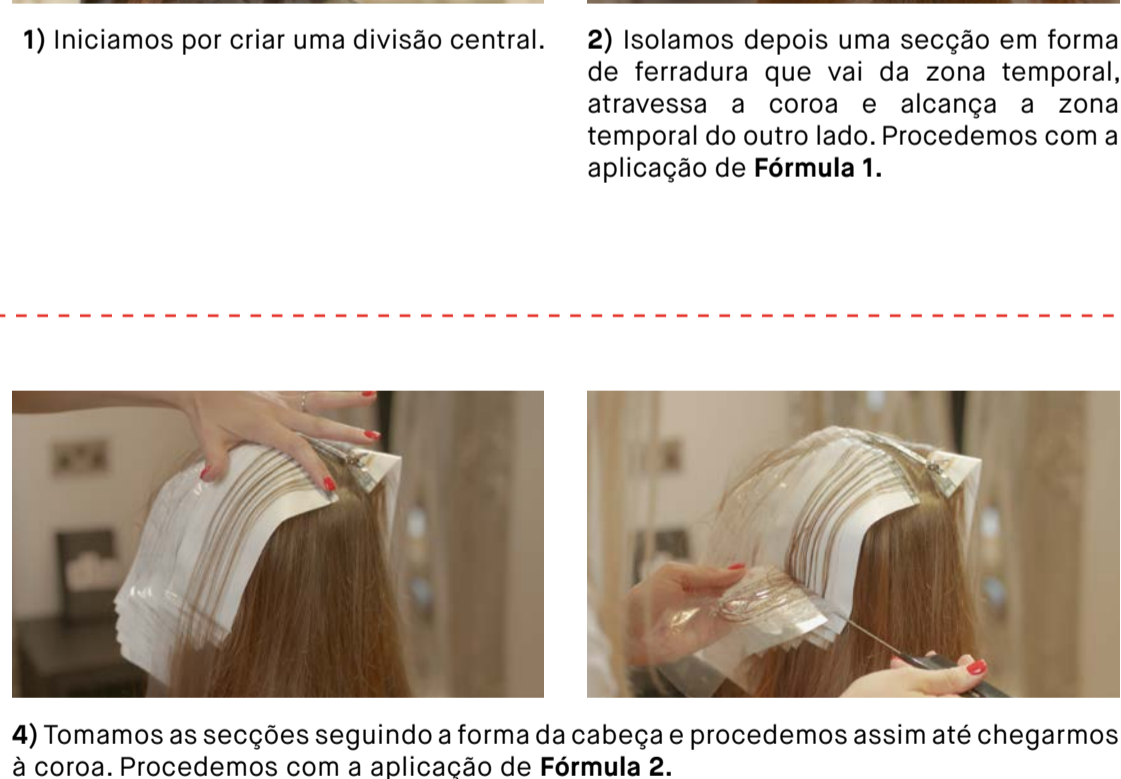 1) Iniciamos por criar uma divisão central.
2) Isolamos depois uma secção em forma
de ferradura que vai da zona temporal,
atravessa a coroa e alcança a zona
temporal do outro lado. Procedemos com a
aplicação de Fórmula 1.
4) Tomamos as secções seguindo a forma da cabeça e procedemos assim até chegarmos
à coroa. Procedemos com a aplicação de Fórmula 2.